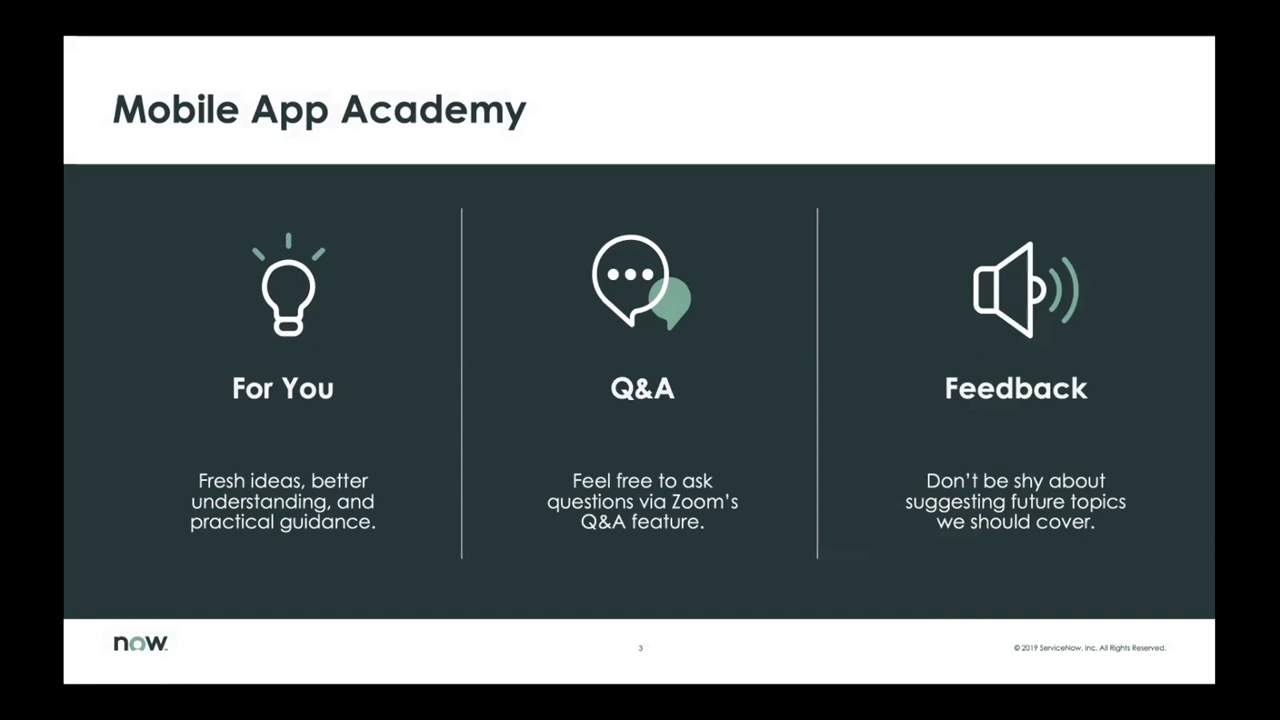 Mobile App Academy
For You
Fresh ideas, better
understanding, and
practical guidance.
Q&A
Feel free to ask
questions via Zoom's
Q&A feature.
Feedback
Don't be shy about
suggesting future topics
we should cover.
now
3
© 2019 ServiceNow, Inc. All Rights Reserved.